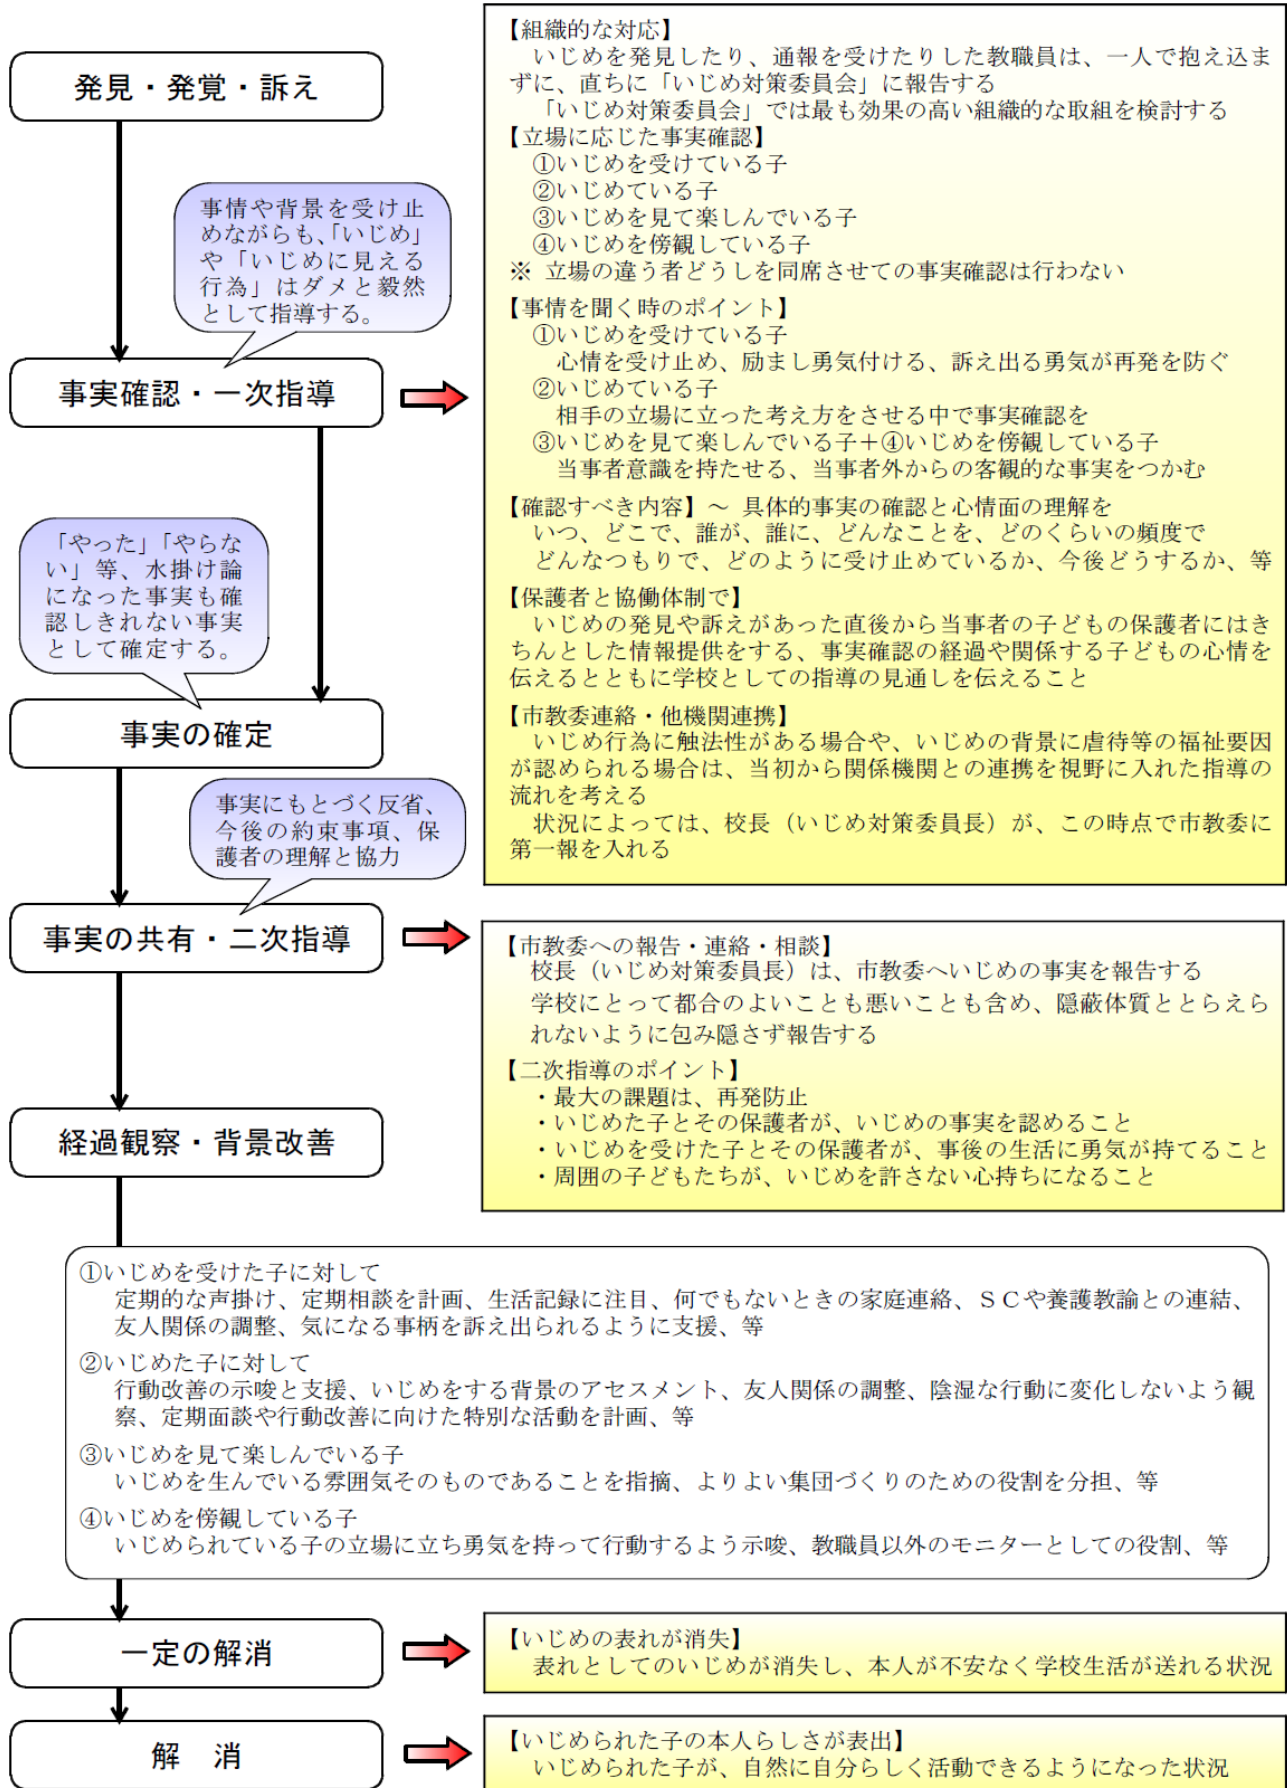 発見・発覚・訴え
事情や背景を受け止
めながらも、「いじめ」
や「いじめに見える
行為」はダメと毅然
として指導する。
事実確認・一次指導
「やった」「やらな
い」等、水掛け論
になった事実も確
認しきれない事実
として確定する。
事実の確定
事実にもとづく反省、
今後の約束事項、保
護者の理解と協力
事実の共有・二次指導
経過観察・背景改善
【組織的な対応】
いじめを発見したり、通報を受けたりした教職員は、一人で抱え込ま
ずに、直ちに「いじめ対策委員会」に報告する
「いじめ対策委員会」では最も効果の高い組織的な取組を検討する
【立場に応じた事実確認】
①いじめを受けている子
②いじめている子
③いじめを見て楽しんでいる子
④いじめを傍観している子
※ 立場の違う者どうしを同席させての事実確認は行わない
【事情を聞く時のポイント】
①いじめを受けている子
心情を受け止め、励まし勇気付ける、訴え出る勇気が再発を防ぐ
②いじめている子
相手の立場に立った考え方をさせる中で事実確認を
③いじめを見て楽しんでいる子＋④いじめを傍観している子
当事者意識を持たせる、当事者外からの客観的な事実をつかむ
【確認すべき内容】～ 具体的事実の確認と心情面の理解を
いつ、どこで、誰が、誰に、どんなことを、どのくらいの頻度で
どんなつもりで、どのように受け止めているか、今後どうするか、等
【保護者と協働体制で】
いじめの発見や訴えがあった直後から当事者の子どもの保護者にはき
ちんとした情報提供をする、事実確認の経過や関係する子どもの心情を
伝えるとともに学校としての指導の見通しを伝えること
【市教委連絡・他機関連携】
いじめ行為に触法性がある場合や、いじめの背景に虐待等の福祉要因
が認められる場合は、当初から関係機関との連携を視野に入れた指導の
流れを考える
状況によっては、校長（いじめ対策委員長）が、この時点で市教委に
第一報を入れる
【市教委への報告・連絡・相談】
校長（いじめ対策委員長）は、市教委へいじめの事実を報告する
学校にとって都合のよいことも悪いことも含め、隠蔽体質ととらえら
れないように包み隠さず報告する
【二次指導のポイント】
・最大の課題は、再発防止
・いじめた子とその保護者が、いじめの事実を認めること
・いじめを受けた子とその保護者が、事後の生活に勇気が持てること
・周囲の子どもたちが、いじめを許さない心持ちになること
①いじめを受けた子に対して
定期的な声掛け、定期相談を計画、生活記録に注目、何でもないときの家庭連絡、ＳＣや養護教諭との連結、
友人関係の調整、気になる事柄を訴え出られるように支援、等
②いじめた子に対して
行動改善の示唆と支援、いじめをする背景のアセスメント、友人関係の調整、陰湿な行動に変化しないよう観
察、定期面談や行動改善に向けた特別な活動を計画、等
③いじめを見て楽しんでいる子
いじめを生んでいる雰囲気そのものであることを指摘、よりよい集団づくりのための役割を分担、等
④いじめを傍観している子
いじめられている子の立場に立ち勇気を持って行動するよう示唆、教職員以外のモニターとしての役割、等
一定の解消
【いじめの表れが消失】
表れとしてのいじめが消失し、本人が不安なく学校生活が送れる状況
解　消
【いじめられた子の本人らしさが表出】
いじめられた子が、自然に自分らしく活動できるようになった状況